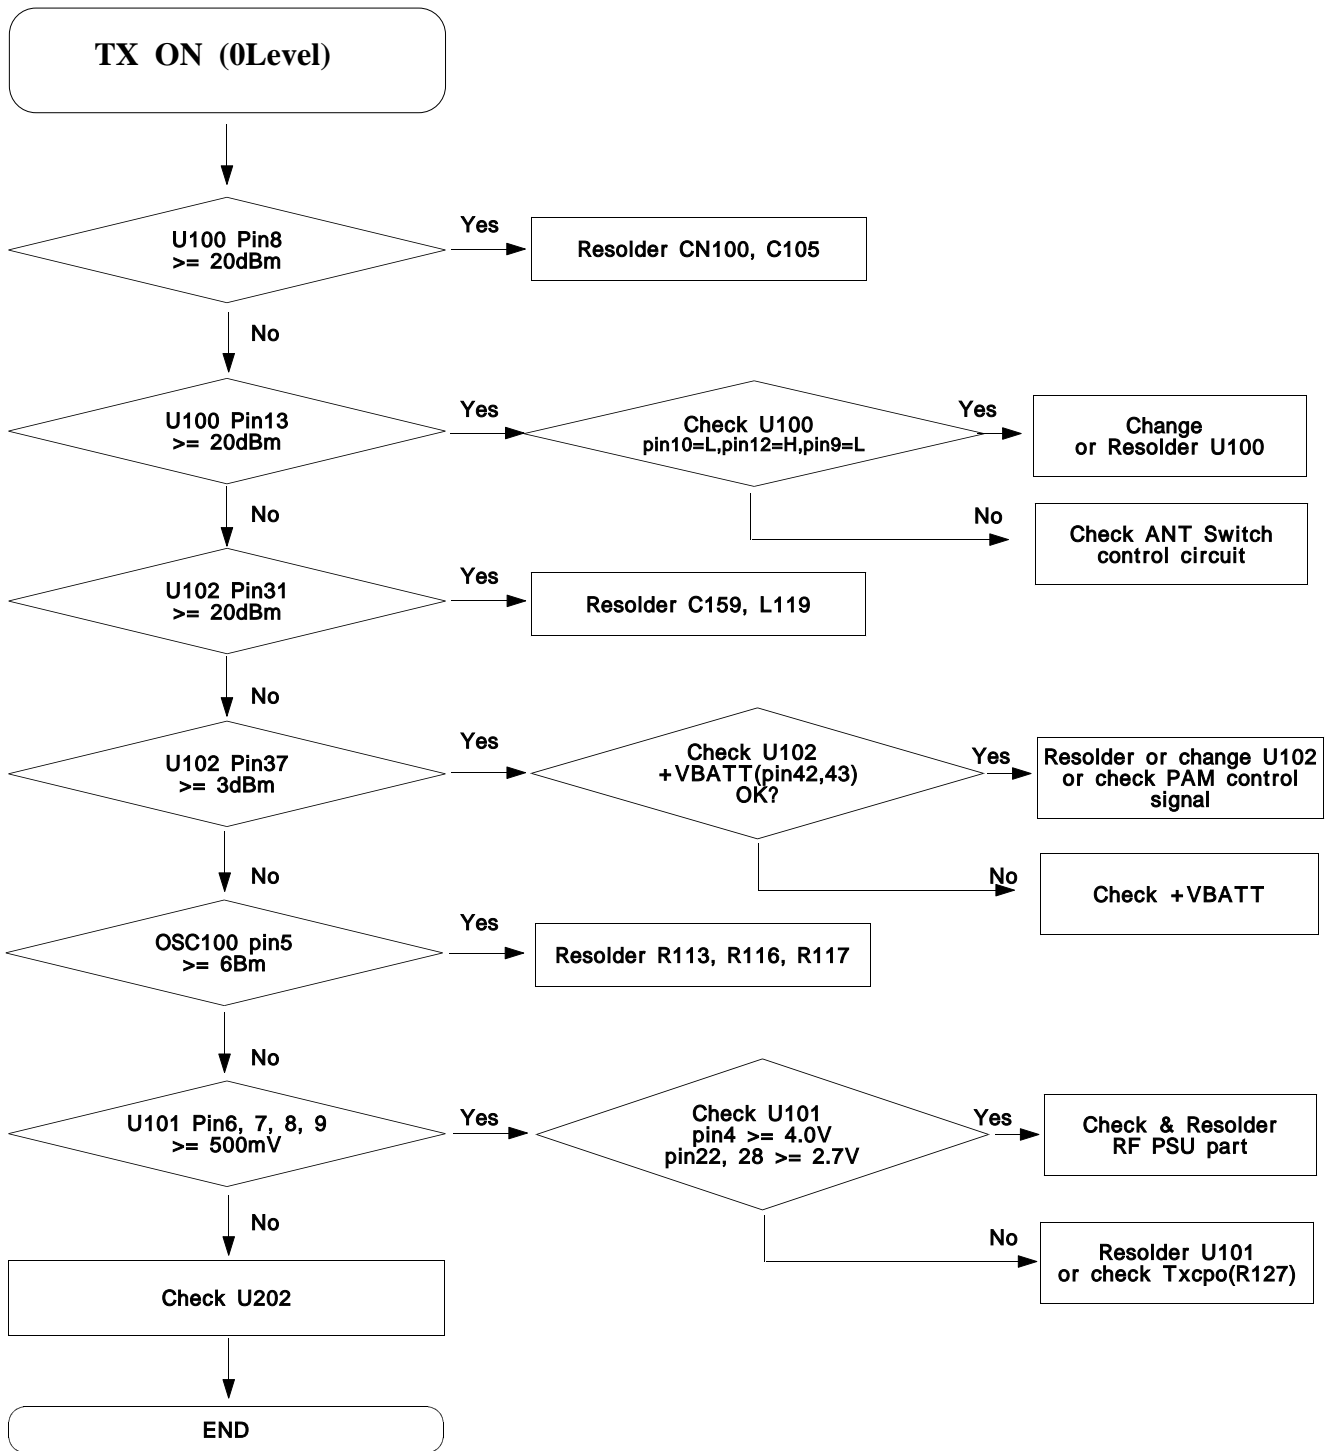 TX ON (0Level)
U100 Pin8
>= 20dBm
Yes
Resolder CN100, C105
No
U100 Pin13
>= 20dBm
Yes
Check U100
pin10=L,pin12=H,pin9=L
Yes
Change
or Resolder U100
No
Check ANT Switch
control circuit
No
U102 Pin31
>= 20dBm
Yes
Resolder C159, L119
No
U102 Pin37
>= 3dBm
Yes
Check U102
+VBATT(pin42,43)
OK?
Yes
Resolder or change U102
or check PAM control
signal
No
Check +VBATT
No
OSC100 pin5
>= 6Bm
Yes
Resolder R113, R116, R117
No
U101 Pin6, 7, 8, 9
>= 500mV
Yes
Check U101
pin4 >= 4.0V
pin22, 28 >= 2.7V
Yes
Check & Resolder
RF PSU part
No
Resolder U101
or check Txcpo(R127)
No
Check U202
END